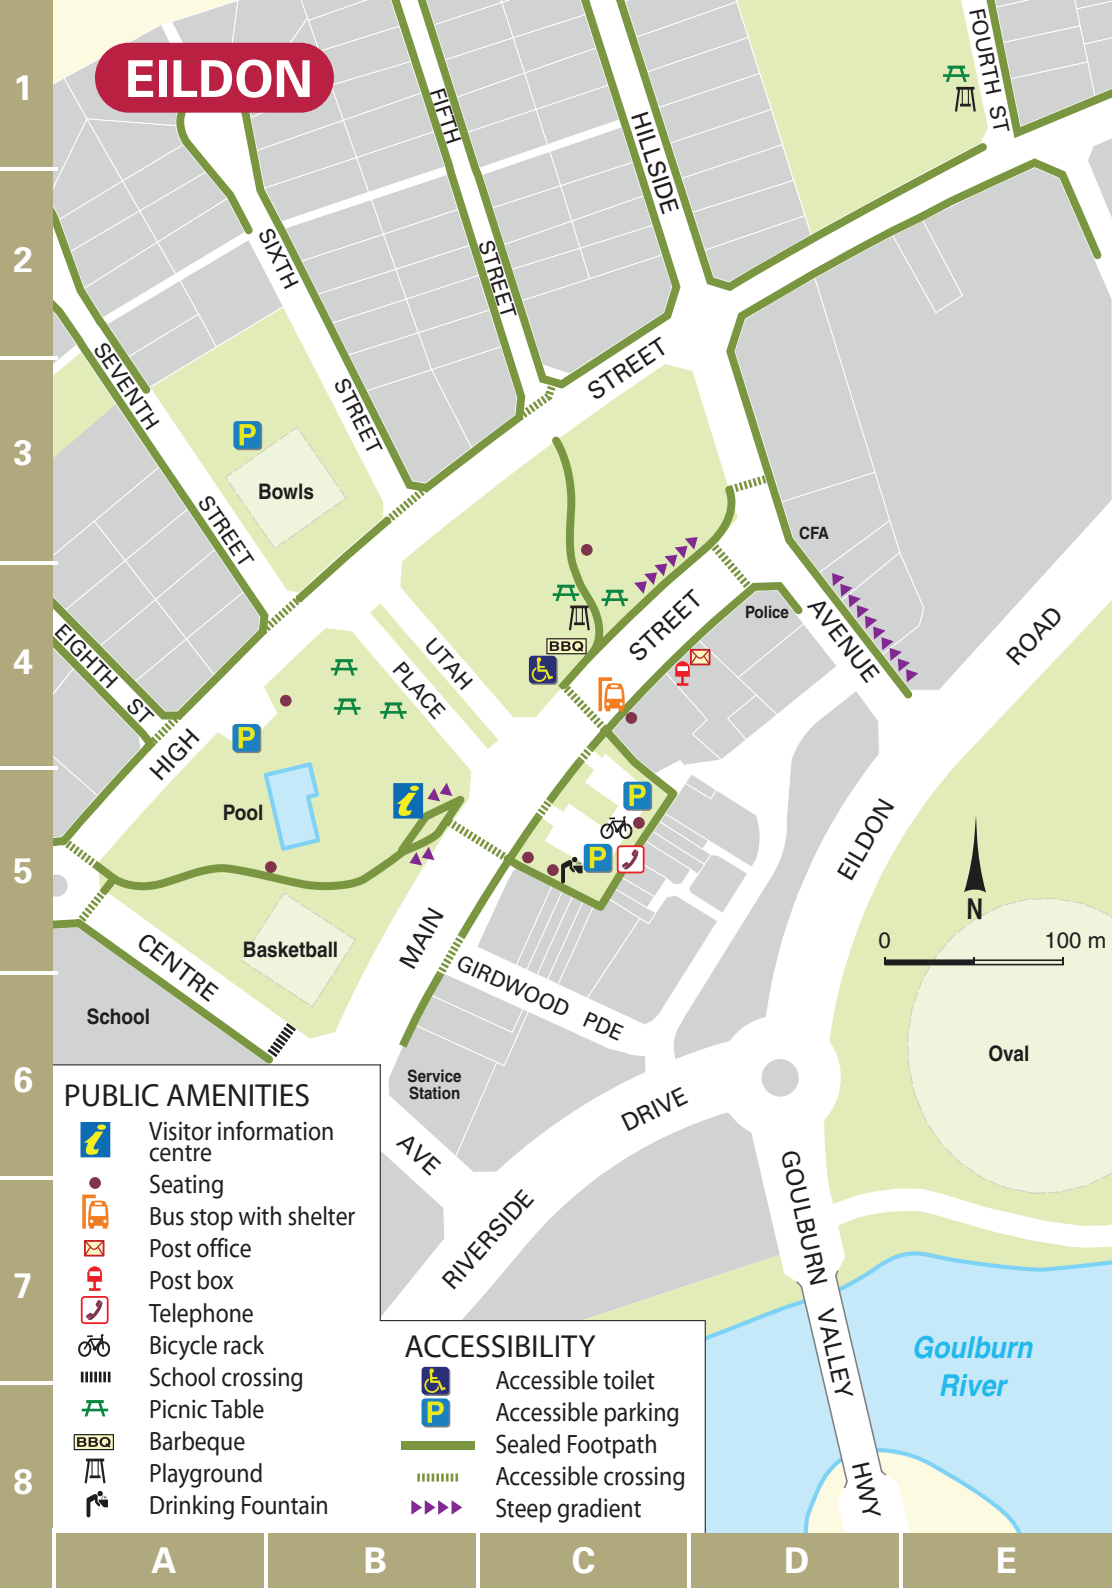 EILDON
1
2
3
4
5
6
7
8
A
B
C
D
E
FOURTH ST
FIFTH
STREET
HILLSIDE
AVENUE
SIXTH
STREET
SEVENTH
STREET
EIGHTH ST
HIGH
STREET
UTAH
PLACE
STREET
MAIN
CENTRE
AVE
GIRDWOOD PDE
RIVERSIDE
DRIVE
EILDON
ROAD
GOULBURN VALLEY HWY
P
Bowls
CFA
Police
BBQ
P
Pool
i
P
P
Basketball
School
Service
Station
Oval
N
0 100 m
Goulburn
River
PUBLIC AMENITIES
i Visitor information
centre
Seating
Bus stop with shelter
Post office
Post box
Telephone
Bicycle rack
School crossing
Picnic Table
BBQ Barbeque
Playground
Drinking Fountain
ACCESSIBILITY
Accessible toilet
P Accessible parking
Sealed Footpath
Accessible crossing
Steep gradient